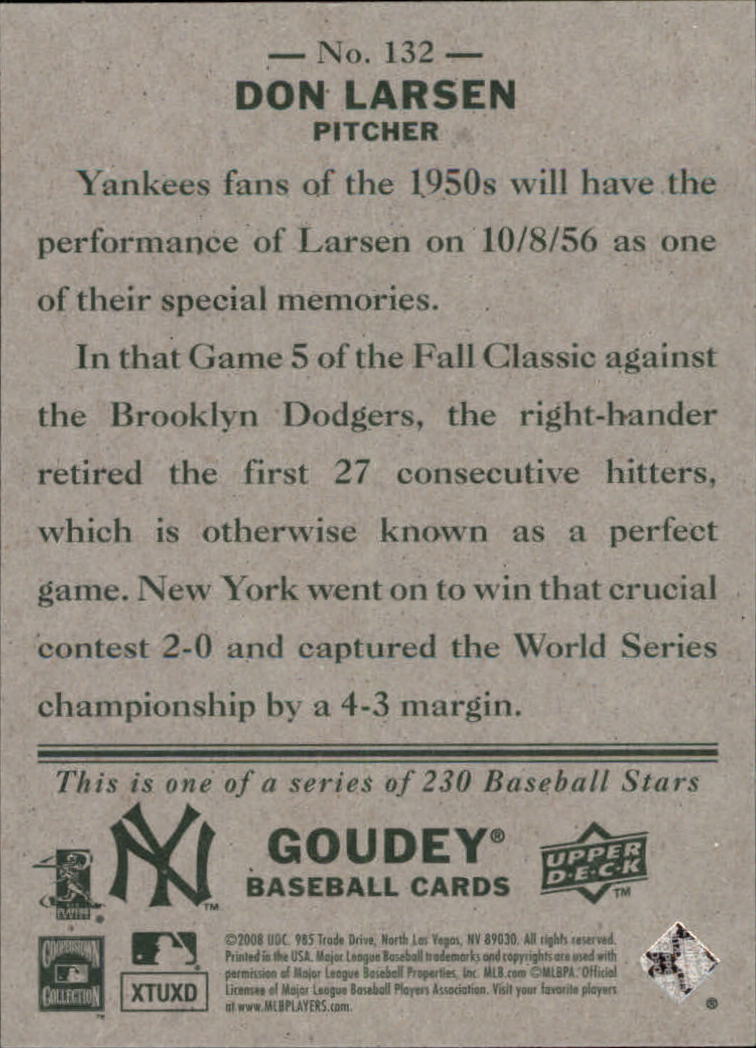 — No. 132 —
DON LARSEN
PITCHER
Yankees fans of the 1950s will have the
performance of Larsen on 10/8/56 as one
of their special memories.
In that Game 5 of the Fall Classic against
the Brooklyn Dodgers, the right-hander
retired the first 27 consecutive hitters,
which is otherwise known as a perfect
game. New York went on to win that crucial
contest 2-0 and captured the World Series
championship by a 4-3 margin.
This is one of a series of 230 Baseball Stars
NY
TM
GOUDEY®
BASEBALL CARDS
UPPER
D·E·C·K
TM
PLAYERS
COOPERSTOWN
COLLECTION
XTUXD
©2008 UDC. 985 Trade Drive, North Las Vegas, NV 89030. All rights reserved.
Printed in the USA. Major League Baseball trademarks and copyrights are used with
permission of Major League Baseball Properties, Inc. MLB.com ©MLBPA. Official
Licensee of Major League Baseball Players Association. Visit your favorite players
at www.MLBPLAYERS.com.
®